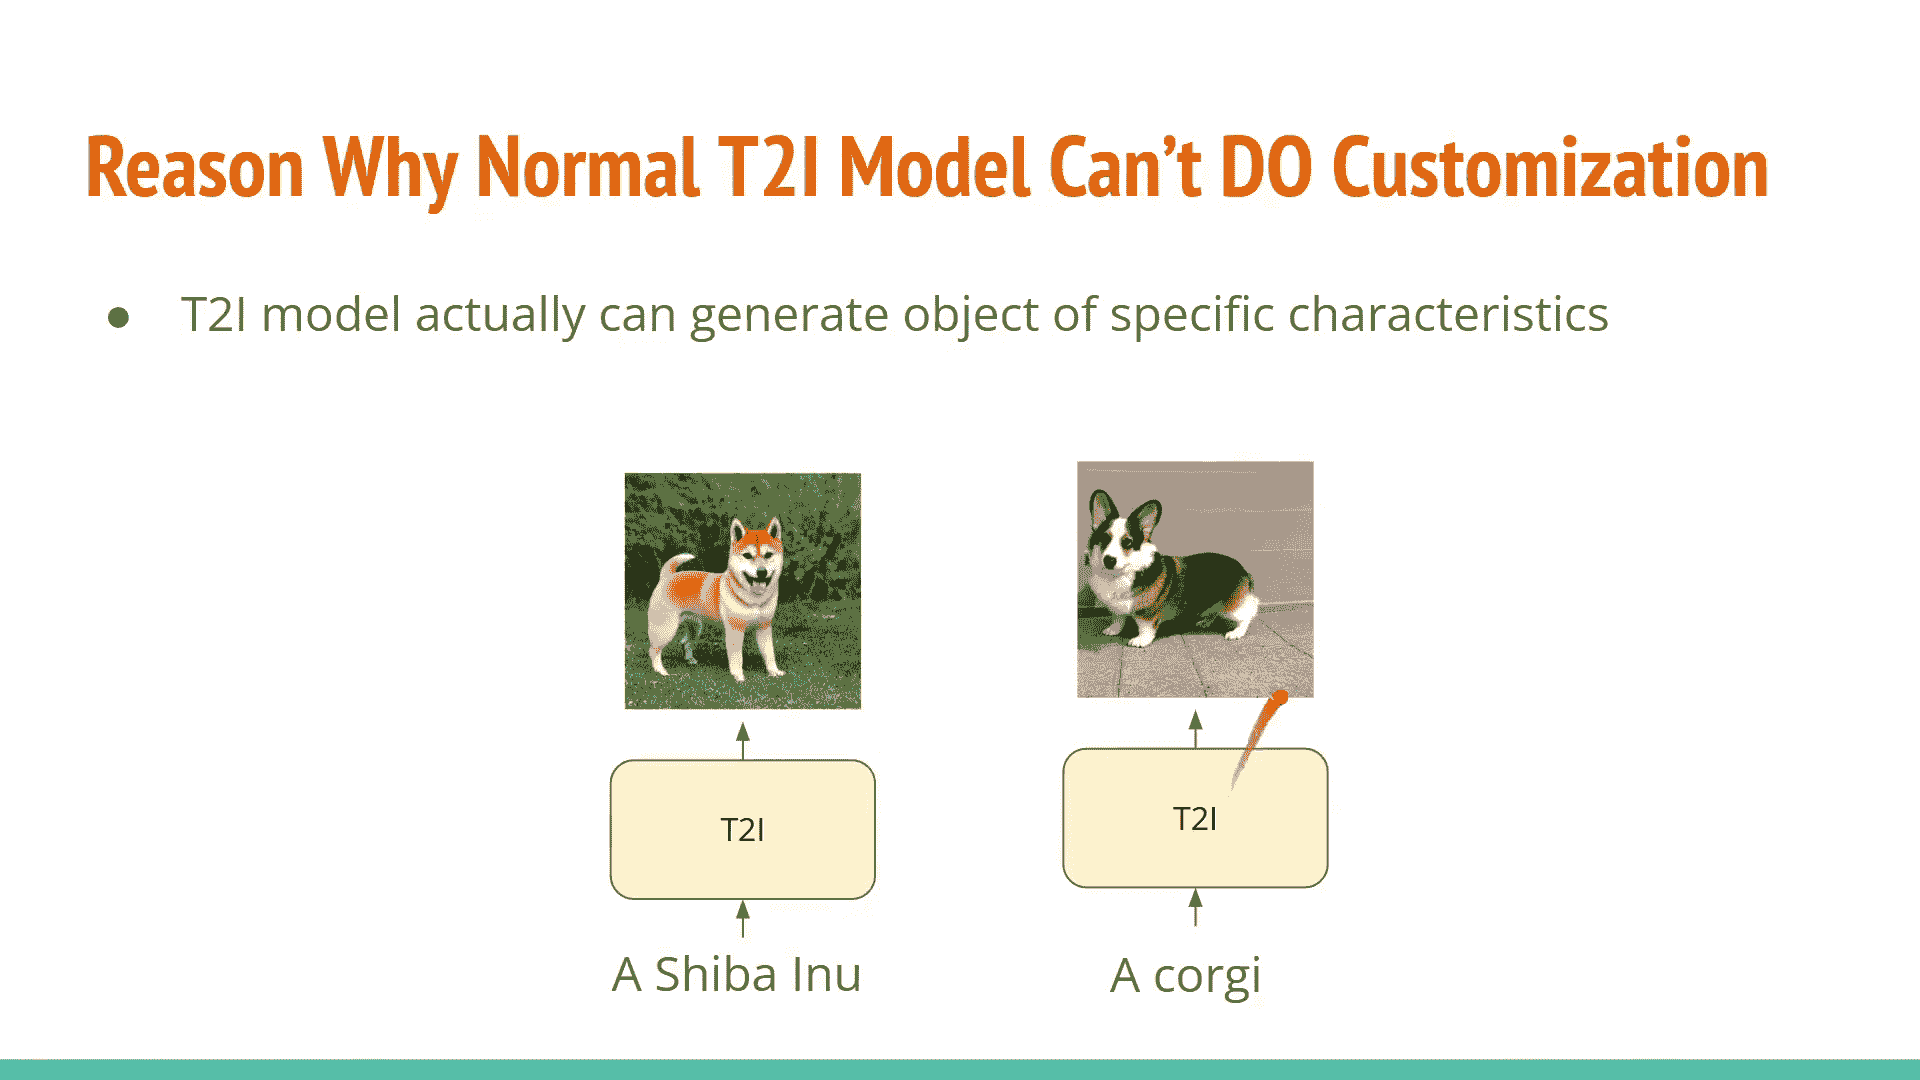 Reason Why Normal T2I Model Can’t DO Customization
● T2I model actually can generate object of specific characteristics
T2I
T2I
A Shiba Inu
A corgi